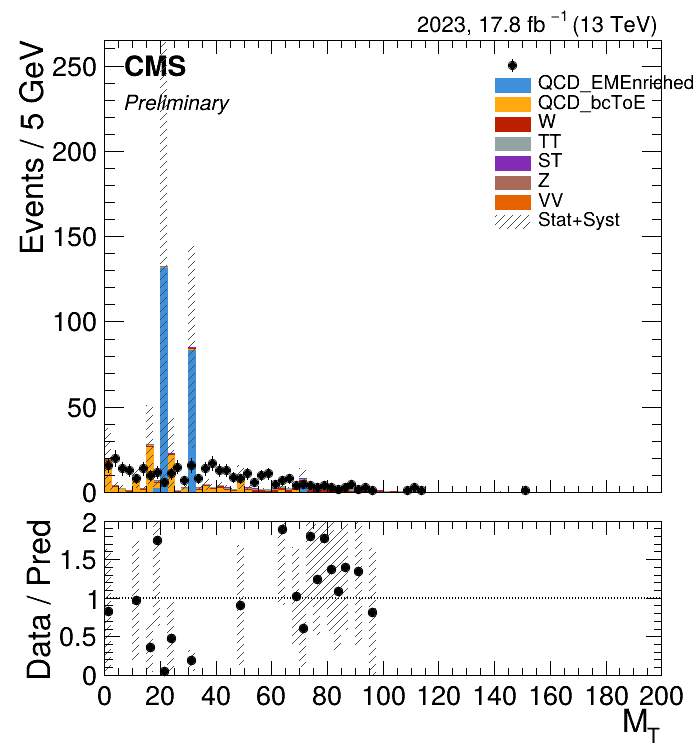 2023, 17.8 fb⁻¹ (13 TeV)
CMS
Preliminary
QCD_EMEnriched
QCD_bcToE
W
TT
ST
Z
VV
Stat+Syst
Events / 5 GeV
250
200
150
100
50
0
Data / Pred
2
1.5
1
0.5
0
0 20 40 60 80 100 120 140 160 180 200
M_T